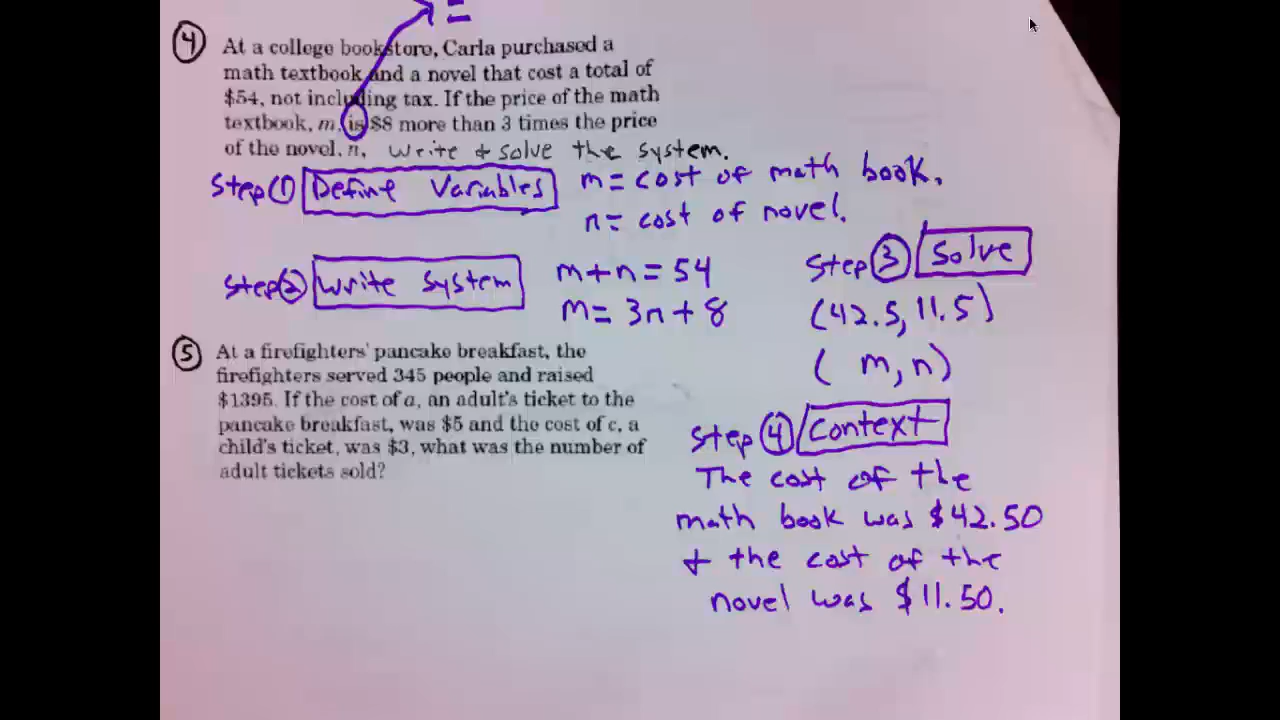 =
④ At a college bookstore, Carla purchased a
math textbook and a novel that cost a total of
$54, not including tax. If the price of the math
textbook, m, is $8 more than 3 times the price
of the novel, n, write + solve the system.
Step ① Define Variables m = cost of math book.
n = cost of novel.
Step ② Write System m + n = 54
m = 3n + 8
Step ③ Solve
(42.5, 11.5)
( m, n)
⑤ At a firefighters' pancake breakfast, the
firefighters served 345 people and raised
$1395. If the cost of a, an adult's ticket to the
pancake breakfast, was $5 and the cost of c, a
child's ticket, was $3, what was the number of
adult tickets sold?
Step ④ Context
The cost of the
math book was $42.50
+ the cost of the
novel was $11.50.